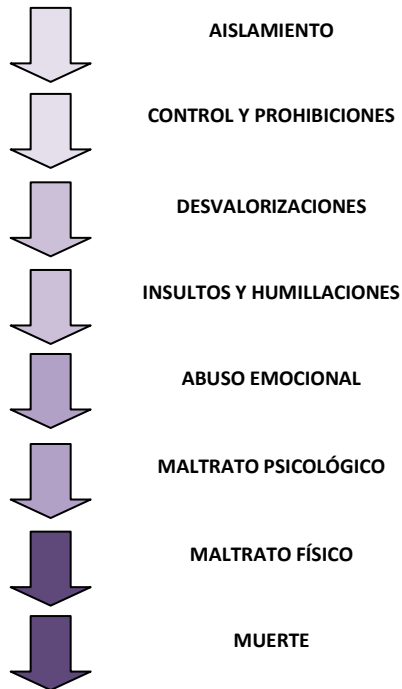 AISLAMIENTO
CONTROL Y PROHIBICIONES
DESVALORIZACIONES
INSULTOS Y HUMILLACIONES
ABUSO EMOCIONAL
MALTRATO PSICOLÓGICO
MALTRATO FÍSICO
MUERTE